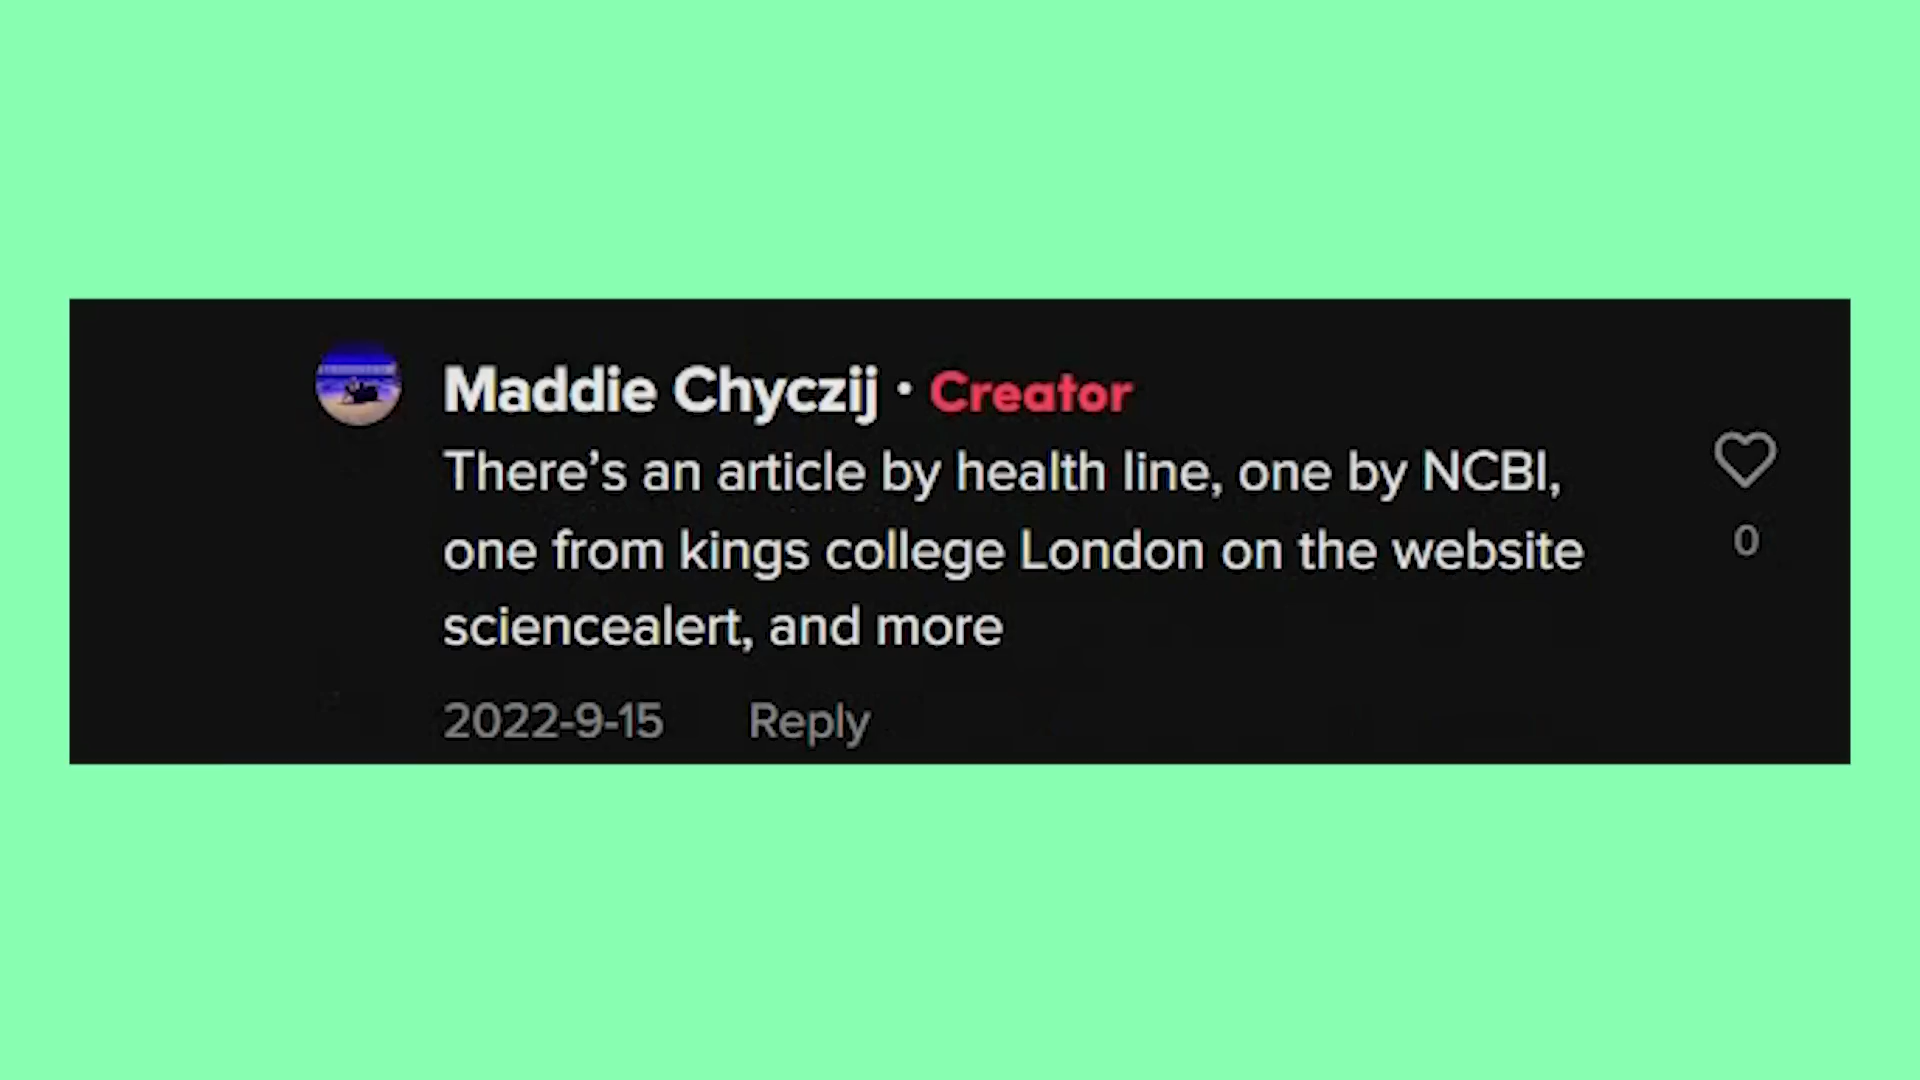 Maddie Chyczij · Creator
There's an article by health line, one by NCBI,
one from kings college London on the website
sciencealert, and more
0
2022-9-15 Reply